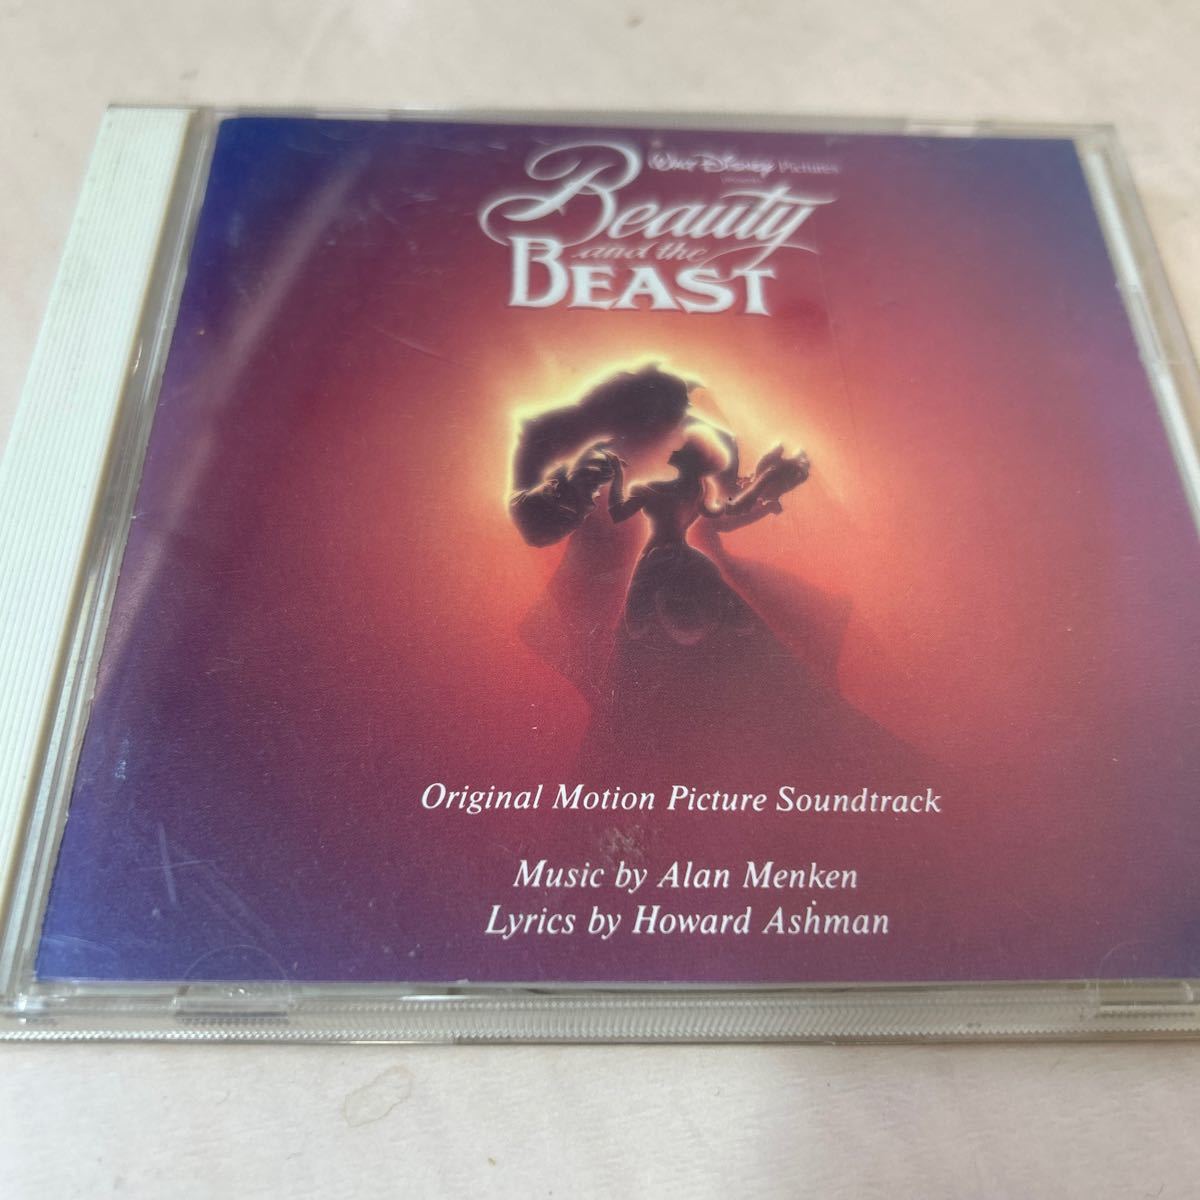 Walt Disney Pictures
presents
Beauty
and the
BEAST
Original Motion Picture Soundtrack
Music by Alan Menken
Lyrics by Howard Ashman